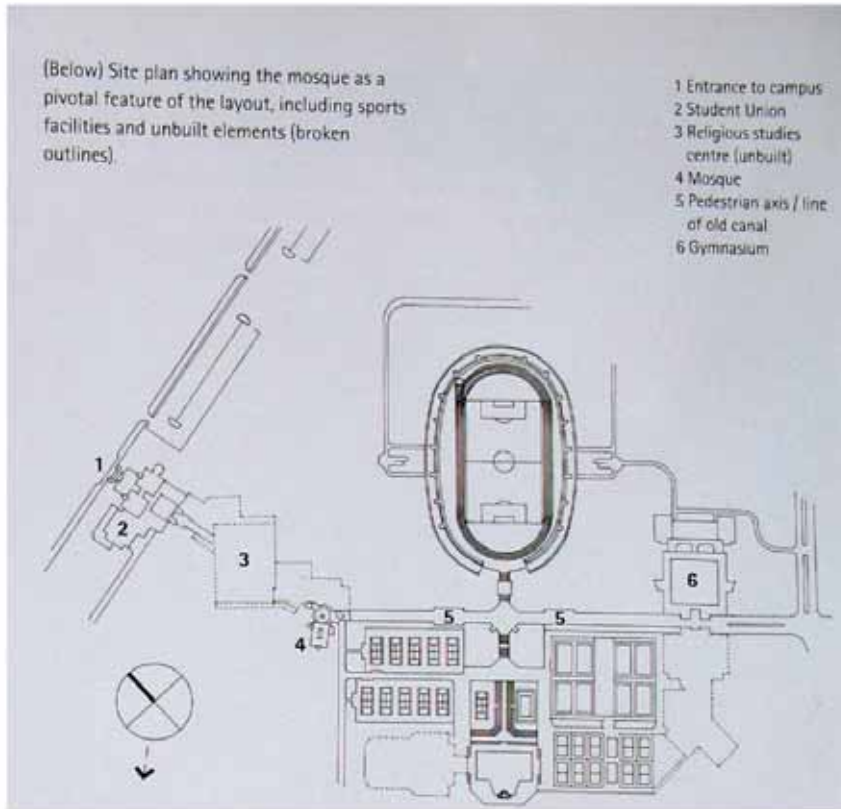 (Below) Site plan showing the mosque as a
pivotal feature of the layout, including sports
facilities and unbuilt elements (broken
outlines).
1 Entrance to campus
2 Student Union
3 Religious studies
centre (unbuilt)
4 Mosque
5 Pedestrian axis / line
of old canal
6 Gymnasium
1
2
3
4
5
5
6